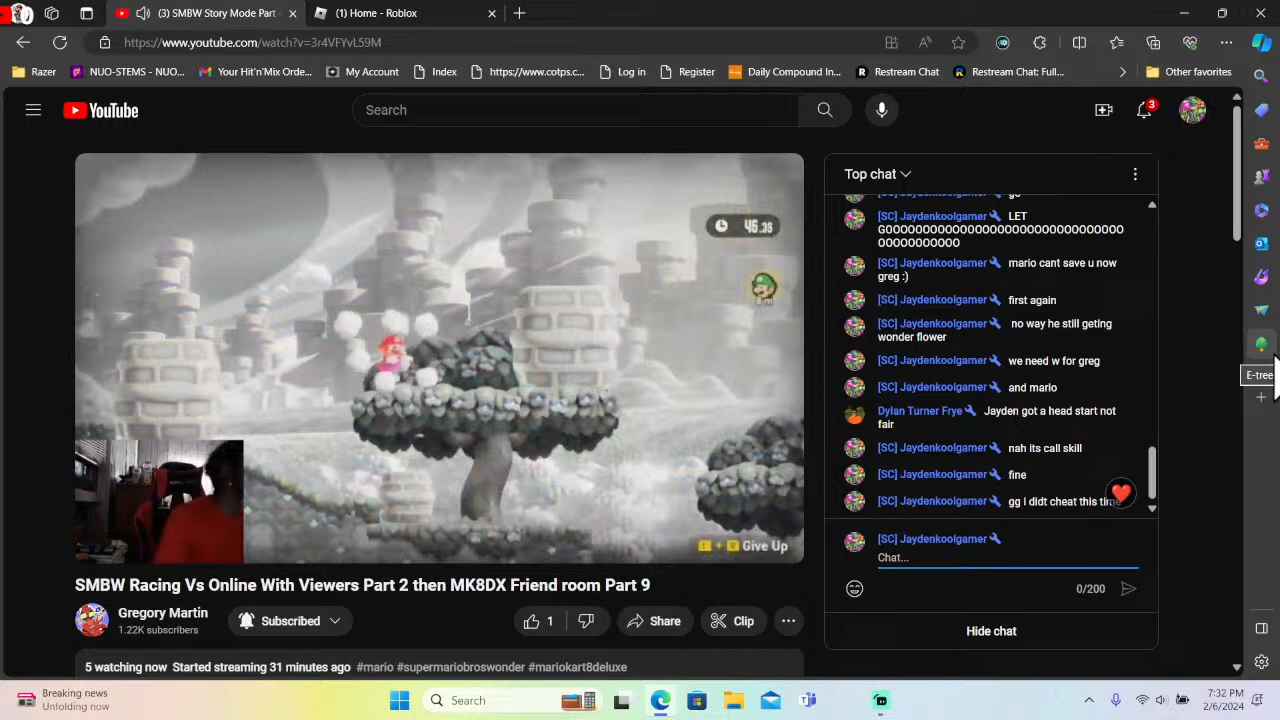 (3) SMBW Story Mode Part
(1) Home - Roblox
https://www.youtube.com/watch?v=3r4VFYvL59M
Razer
NUO-STEMS - NUO...
Your Hit'n'Mix Ordi...
My Account
Index
https://www.cotps.c...
Log in
Register
Daily Compound In...
Restream Chat
Restream Chat: Full...
Other favorites
YouTube
Search
3
Top chat
[SC] Jaydenkoolgamer go
[SC] Jaydenkoolgamer LET
[SC] Jaydenkoolgamer mario cant save u now
greg :)
[SC] Jaydenkoolgamer first again
[SC] Jaydenkoolgamer no way he still geting
wonder flower
[SC] Jaydenkoolgamer we need w for greg
[SC] Jaydenkoolgamer and marlo
Dylan Turner Frye Jayden got a head start not
fair
[SC] Jaydenkoolgamer nah its call skill
[SC] Jaydenkoolgamer fine
[SC] Jaydenkoolgamer gg i didt cheat this time
[SC] Jaydenkoolgamer
Chat...
0/200
Hide chat
E-tree
Give Up
SMBW Racing Vs Online With Viewers Part 2 then MK8DX Friend room Part 9
Gregory Martin
1.22K subscribers
Subscribed
1
Share
Clip
5 watching now Started streaming 31 minutes ago #mario #supermariobroswonder #mariokart8deluxe
Breaking news
Unfolding now
Search
7:32 PM
2/6/2024